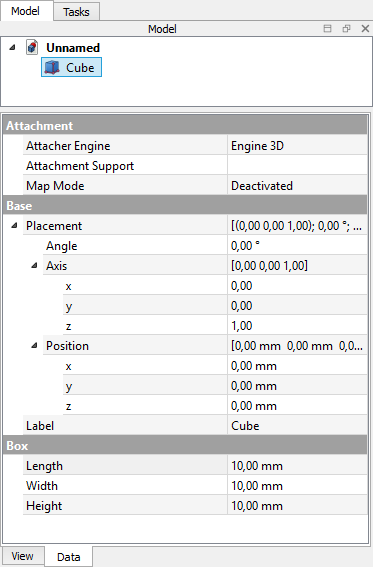 Model Tasks
Model
Unnamed
Cube
Attachment
Attacher Engine Engine 3D
Attachment Support
Map Mode Deactivated
Base
Placement [(0,00 0,00 1,00); 0,00 °; ...
Angle 0,00 °
Axis [0,00 0,00 1,00]
x 0,00
y 0,00
z 1,00
Position [0,00 mm 0,00 mm 0,0...
x 0,00 mm
y 0,00 mm
z 0,00 mm
Label Cube
Box
Length 10,00 mm
Width 10,00 mm
Height 10,00 mm
View Data